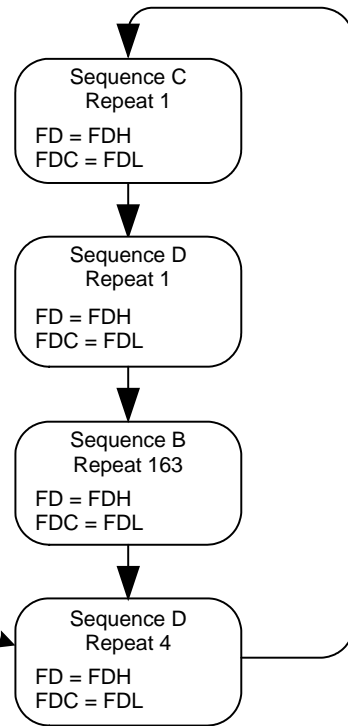 Sequence C
Repeat 1
FD = FDH
FDC = FDL
Sequence D
Repeat 1
FD = FDH
FDC = FDL
Sequence B
Repeat 163
FD = FDH
FDC = FDL
Sequence D
Repeat 4
FD = FDH
FDC = FDL